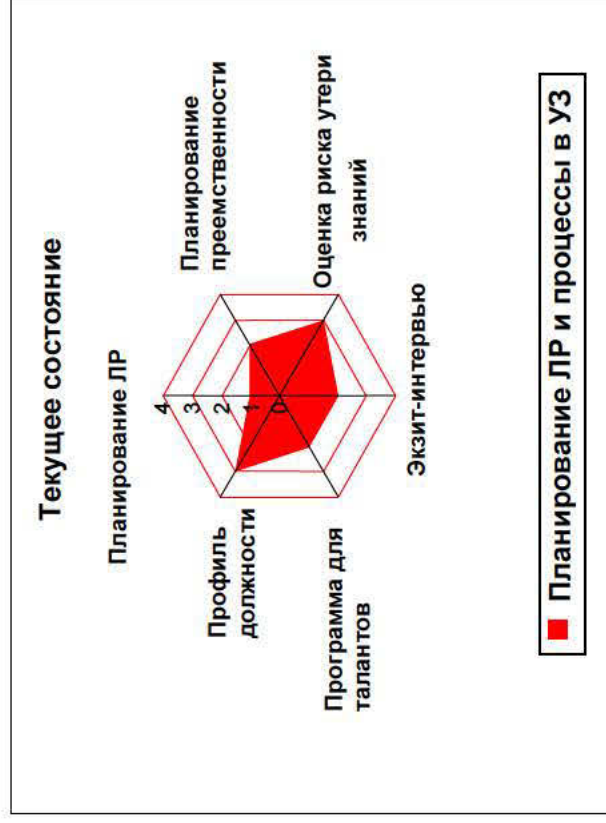 Текущее состояние
Планирование ЛР
4
3
2
1
0
Планирование
преемственности
Оценка риска утери
знаний
Экзит-интервью
Программа для
талантов
Профиль
должности
Планирование ЛР и процессы в УЗ